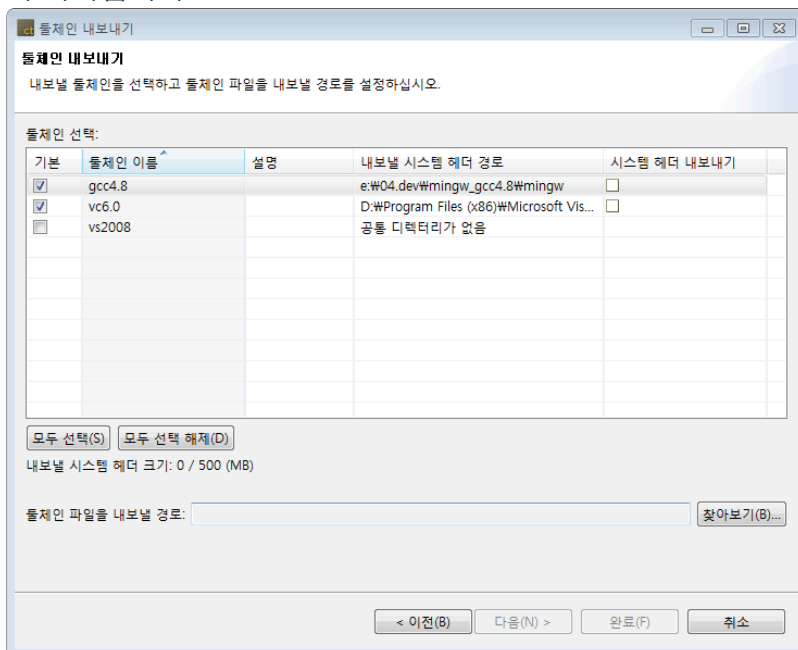 ct 툴체인 내보내기
툴체인 내보내기
내보낼 툴체인을 선택하고 툴체인 파일을 내보낼 경로를 설정하십시오.
툴체인 선택:
기본 툴체인 이름 설명 내보낼 시스템 헤더 경로 시스템 헤더 내보내기
gcc4.8 e:₩04.dev₩mingw_gcc4.8₩mingw
vc6.0 D:₩Program Files (x86)₩Microsoft Vis...
vs2008 공통 디렉터리가 없음
모두 선택(S) 모두 선택 해제(D)
내보낼 시스템 헤더 크기: 0 / 500 (MB)
툴체인 파일을 내보낼 경로: 찾아보기(B)...
< 이전(B) 다음(N) > 완료(F) 취소